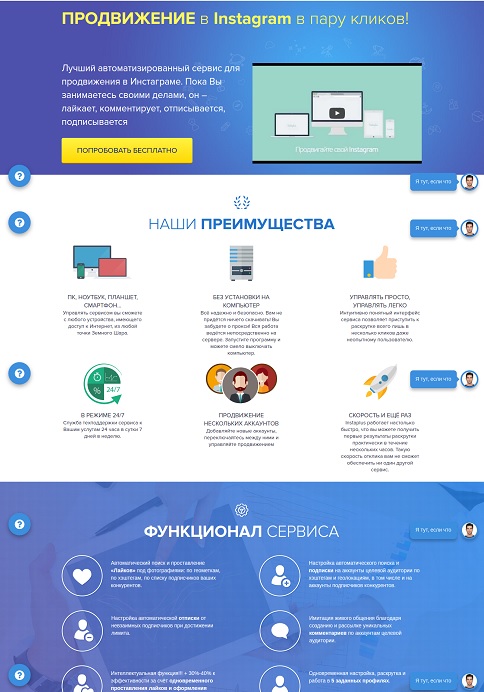 ПРОДВИЖЕНИЕ в Instagram в пару кликов!
Лучший автоматизированный сервис для
продвижения в Инстаграме. Пока Вы
занимаетесь своими делами, он –
лайкает, комментирует, отписывается,
подписывается
ПОПРОБОВАТЬ БЕСПЛАТНО
Продвигайте свой Instagram
?
Я тут, если что
?
Я тут, если что
НАШИ ПРЕИМУЩЕСТВА
ПК, НОУТБУК, ПЛАНШЕТ,
СМАРТФОН...
Управлять сервисом вы сможете
с любого устройства, имеющего
доступ к Интернет, из любой
точки Земного Шара.
БЕЗ УСТАНОВКИ НА
КОМПЬЮТЕР
Всё надежно и безопасно. Вам не
придётся ничего скачивать! Вы
забудете о проксе! Вся работа
ведётся непосредственно на
сервере. Запустите программу и
можете смело выключать
компьютер.
УПРАВЛЯТЬ ПРОСТО,
УПРАВЛЯТЬ ЛЕГКО
Интуитивно понятный интерфейс
сервиса позволяет приступить к
раскрутке всего лишь в
несколько кликов даже
неопытному пользователю.
?
Я тут, если что
24/7
%
В РЕЖИМЕ 24/7
Служба техподдержки сервиса к
Вашим услугам 24 часа в сутки 7
дней в неделю.
ПРОДВИЖЕНИЕ
НЕСКОЛЬКИХ АККАУНТОВ
Добавляйте новые аккаунты,
переключайтесь между ними и
управляйте продвижением
СКОРОСТЬ И ЕЩЁ РАЗ
Instaplus работает настолько
быстро, что вы можете получить
первые результаты раскрутки
практически в течение
нескольких часов. Такую
скорость отклика вам не сможет
обеспечить ни один другой
сервис.
ФУНКЦИОНАЛ СЕРВИСА
?
Я тут, если что
Автоматический поиск и проставление
«Лайков» под фотографиями: по геометкам,
по хэштегам, по списку подписчиков ваших
конкурентов.
Настройка автоматического поиска и
подписки на аккаунты целевой аудитории по
хэштегам и геолокациям, в том числе и на
аккаунты подписчиков конкурентов.
Настройка автоматической отписки от
невзаимных подписчиков при достижении
лимита.
Имитация живого общения благодаря
созданию и рассылке уникальных
комментариев по аккаунтам целевой
аудитории.
?
Я тут, если что
Интеллектуальная функция!!! + 30%-40% к
эффективности за счёт одновременного
проставления лайков и оформления
Одновременная настройка, раскрутка и
работа в 5 заданных профилях.